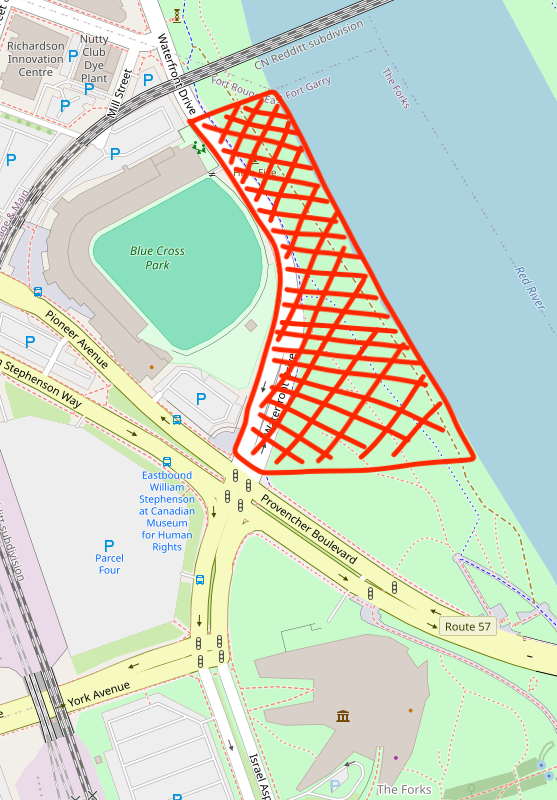 CN Redditt subdivision
Richardson
Innovation
Centre
Nutty
Club
Dye
Plant
P
P
P
P
P
P
Mill Street
Waterfront Drive
Fort Garry
The Forks
Red River
Blue Cross
Park
Pioneer Avenue
P
P
Stephenson Way
Eastbound
William
Stephenson
at Canadian
Museum
for Human
Rights
P
Parcel
Four
Provencher Boulevard
Route 57
York Avenue
Israel Asp
P
P
The Forks